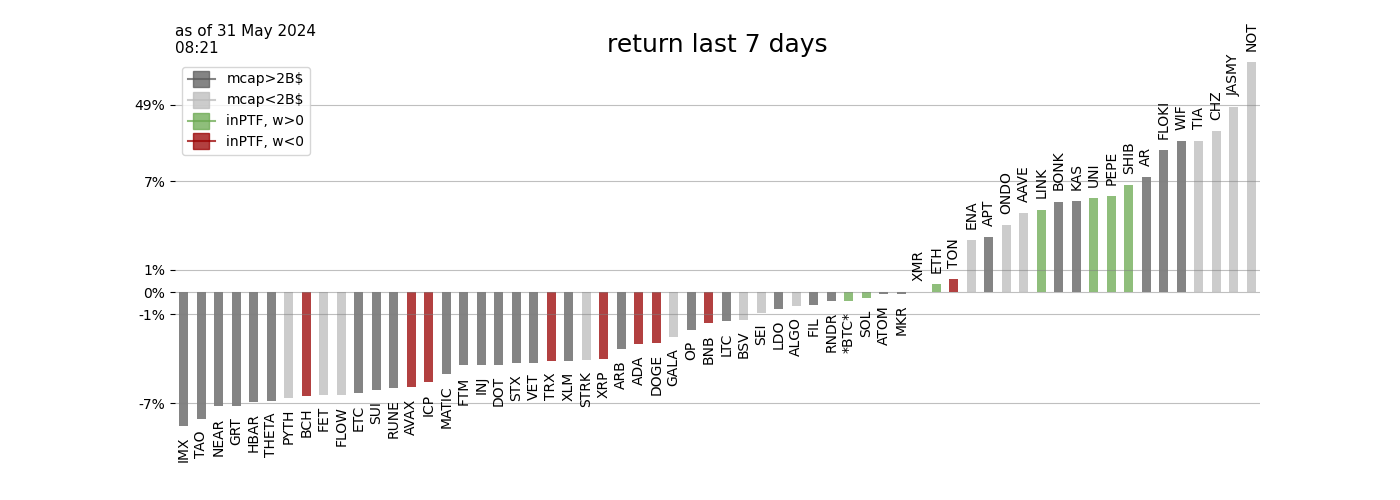 as of 31 May 2024
08:21
return last 7 days
mcap>2B$
mcap<2B$
inPTF, w>0
inPTF, w<0
49%
7%
1%
0%
-1%
-7%
IMX
TAO
NEAR
GRT
HBAR
THETA
PYTH
BCH
FET
FLOW
ETC
SUI
RUNE
AVAX
ICP
MATIC
FTM
INJ
DOT
STX
VET
TRX
XLM
STRK
XRP
ARB
ADA
DOGE
GALA
OP
BNB
LTC
BSV
SEI
LDO
ALGO
FIL
RNDR
*BTC*
SOL
ATOM
MKR
XMR
ETH
TON
ENA
APT
ONDO
AAVE
LINK
BONK
KAS
UNI
PEPE
SHIB
AR
FLOKI
WIF
TIA
CHZ
JASMY
NOT